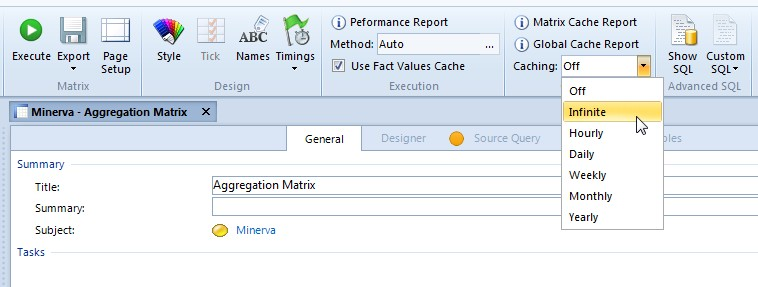 Execute Export Page Setup
Matrix
Style Tick ABC Names Timings
Design
Peformance Report
Method: Auto ...
Use Fact Values Cache
Execution
Matrix Cache Report
Global Cache Report
Caching: Off
Show SQL Custom SQL
Advanced SQL
Off
Infinite
Hourly
Daily
Weekly
Monthly
Yearly
Minerva - Aggregation Matrix X
General Designer Source Query
Summary
Title: Aggregation Matrix
Summary:
Subject: Minerva
Tasks